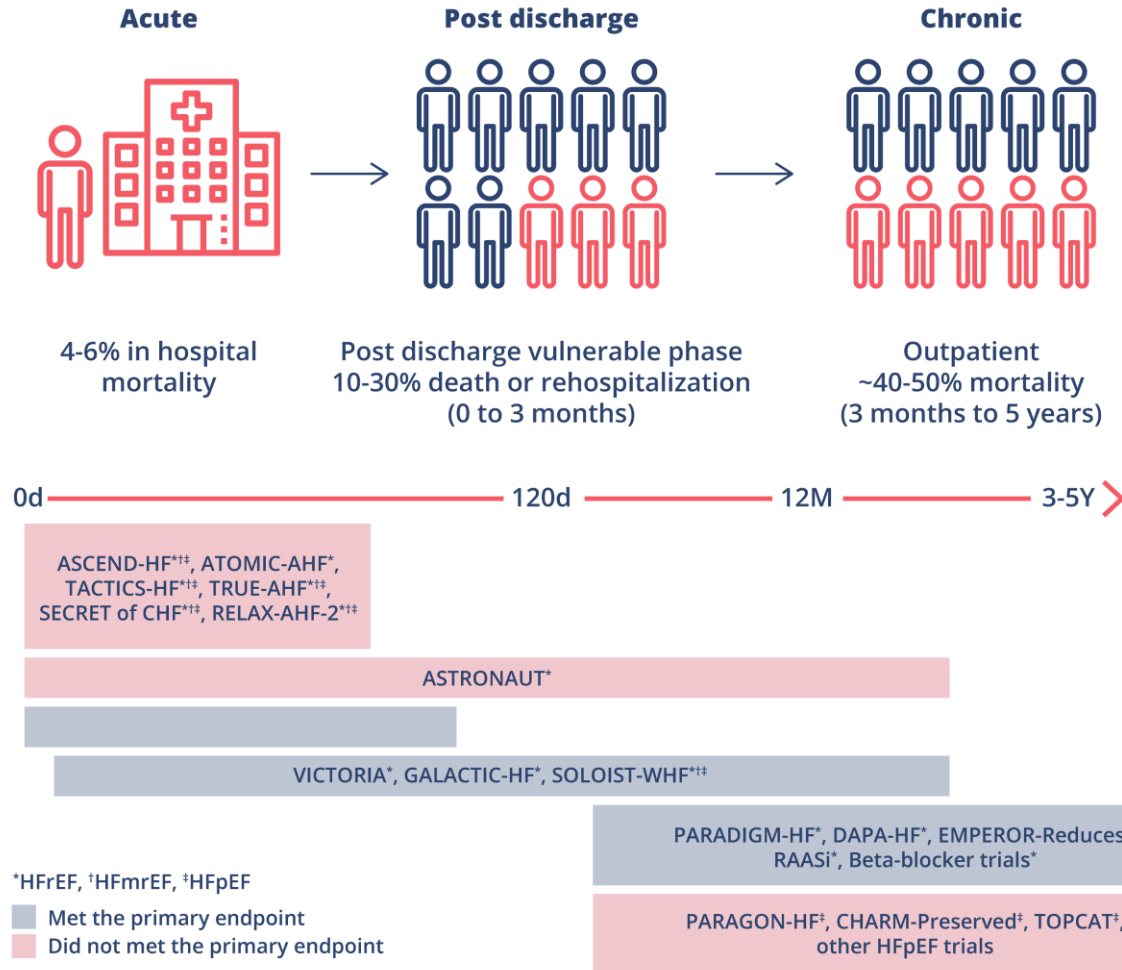 Acute
Post discharge
Chronic
4-6% in hospital
mortality
Post discharge vulnerable phase
10-30% death or rehospitalization
(0 to 3 months)
Outpatient
~40-50% mortality
(3 months to 5 years)
0d
120d
12M
3-5Y
ASCEND-HF*†‡, ATOMIC-AHF*,
TACTICS-HF*†‡, TRUE-AHF*†‡,
SECRET of CHF*†‡, RELAX-AHF-2*†‡
ASTRONAUT*
VICTORIA*, GALACTIC-HF*, SOLOIST-WHF*†‡
PARADIGM-HF*, DAPA-HF*, EMPEROR-Reduces
RAASi*, Beta-blocker trials*
PARAGON-HF‡, CHARM-Preserved‡, TOPCAT‡,
other HFpEF trials
*HFrEF, †HFmrEF, ‡HFpEF
Met the primary endpoint
Did not met the primary endpoint